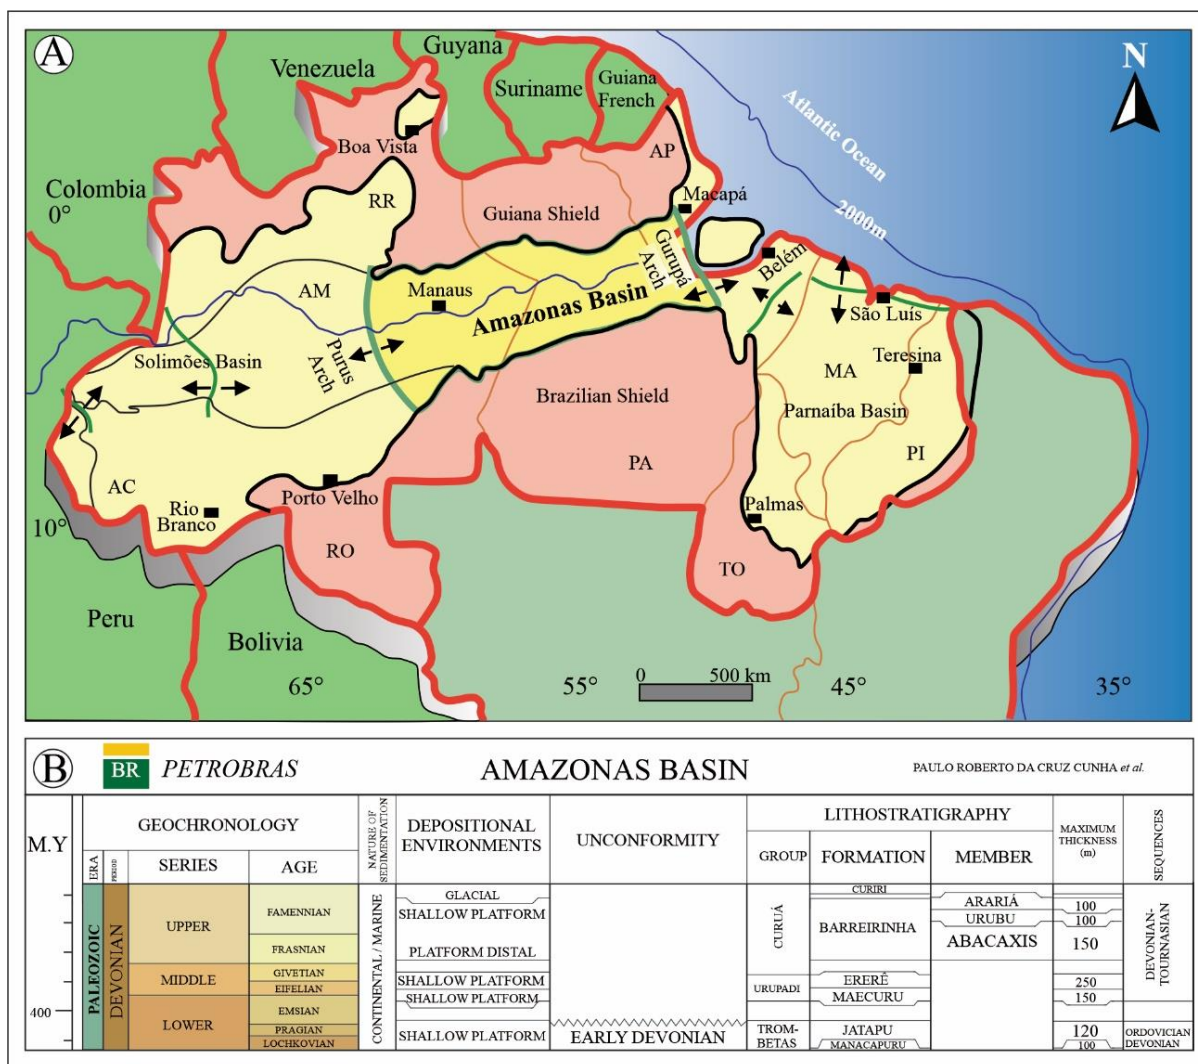 A
N
Guyana
Venezuela
Suriname
Guiana
French
Atlantic Ocean
Boa Vista
AP
Colombia
0°
RR
Macapá
2000m
Guiana Shield
Gurupá
Arch
Belém
AM
Manaus
Amazonas Basin
São Luís
Solimões Basin
Purus
Arch
Teresina
MA
Brazilian Shield
Parnaíba Basin
PA
PI
AC
Porto Velho
Rio
Branco
Palmas
10°
RO
TO
Peru
Bolivia
0 500 km
65° 55° 45° 35°
B BR PETROBRAS AMAZONAS BASIN PAULO ROBERTO DA CRUZ CUNHA et al.
M.Y
GEOCHRONOLOGY
ERA
PERIOD
SERIES
AGE
NATURE OF
SEDIMENTATION
DEPOSITIONAL
ENVIRONMENTS
UNCONFORMITY
LITHOSTRATIGRAPHY
GROUP
FORMATION
MEMBER
MAXIMUM
THICKNESS
(m)
SEQUENCES
400
PALEOZOIC
DEVONIAN
UPPER
MIDDLE
LOWER
FAMENNIAN
FRASNIAN
GIVETIAN
EIFELIAN
EMSIAN
PRAGIAN
LOCHKOVIAN
CONTINENTAL / MARINE
GLACIAL
SHALLOW PLATFORM
PLATFORM DISTAL
SHALLOW PLATFORM
SHALLOW PLATFORM
SHALLOW PLATFORM
EARLY DEVONIAN
CURUÁ
URUPADI
TROM-
BETAS
CURIRI
BARREIRINHA
ERERÊ
MAECURU
JATAPU
MANACAPURU
ARARIÁ
URUBU
ABACAXIS
100
100
150
250
150
120
100
DEVONIAN-
TOURNASIAN
ORDOVICIAN
DEVONIAN